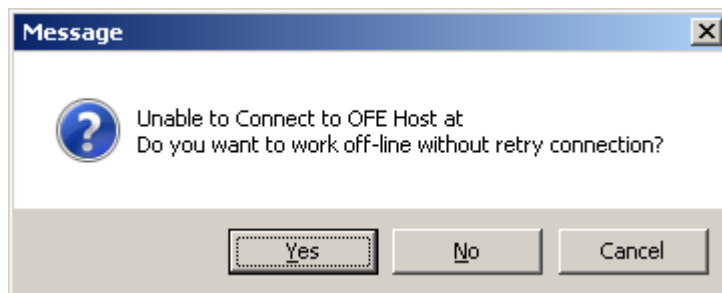 Message
Unable to Connect to OFE Host at
Do you want to work off-line without retry connection?
Yes
No
Cancel